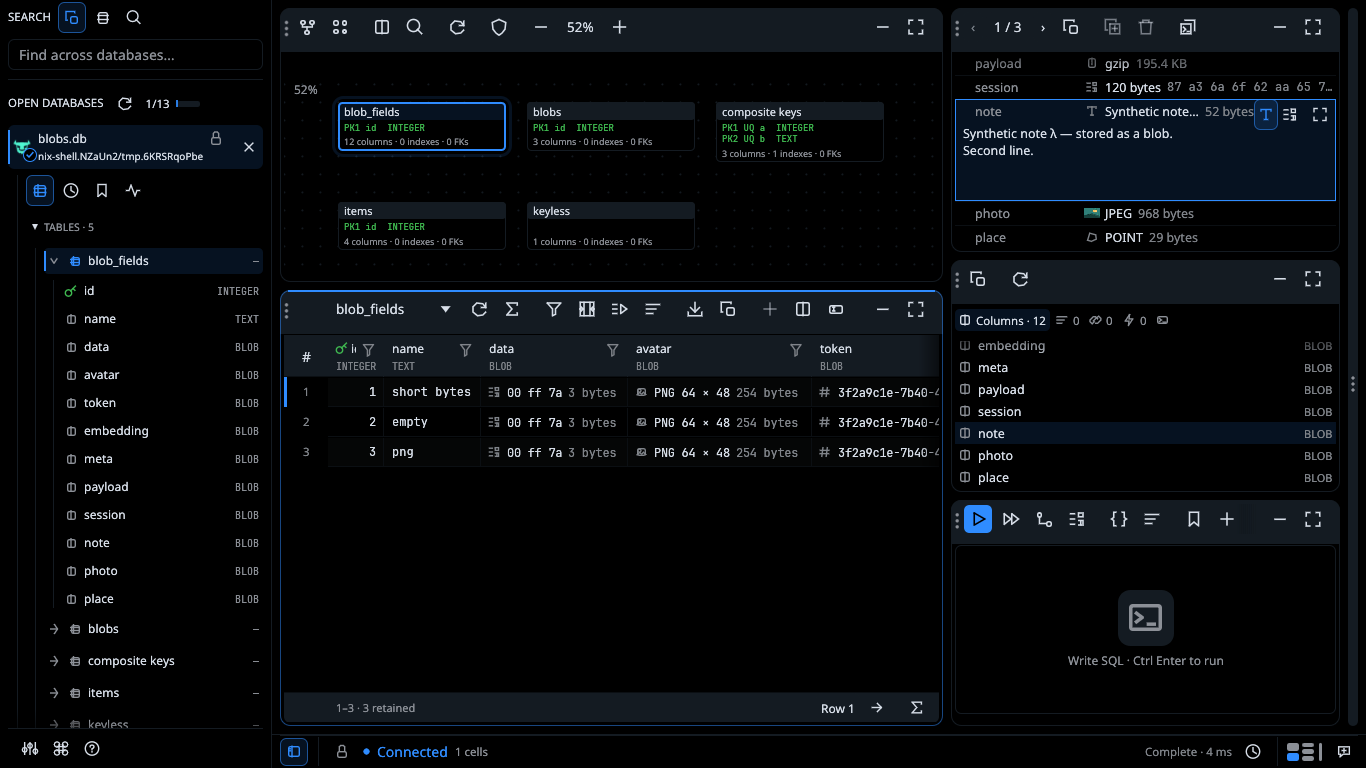 SEARCH
Find across databases...
OPEN DATABASES 1/13
blobs.db
nix-shell.NZaUn2/tmp.6KRSRqoPbe
TABLES · 5
blob_fields –
id INTEGER
name TEXT
data BLOB
avatar BLOB
token BLOB
embedding BLOB
meta BLOB
payload BLOB
session BLOB
note BLOB
photo BLOB
place BLOB
blobs –
composite keys –
items –
keyless –
52%
52%
blob_fields
PK1 id INTEGER
12 columns · 0 indexes · 0 FKs
blobs
PK1 id INTEGER
3 columns · 0 indexes · 0 FKs
composite keys
PK1 UQ a INTEGER
PK2 UQ b TEXT
3 columns · 1 indexes · 0 FKs
items
PK1 id INTEGER
4 columns · 0 indexes · 0 FKs
keyless
1 columns · 0 indexes · 0 FKs
blob_fields
# id name data avatar token
INTEGER TEXT BLOB BLOB BLOB
1 1 short bytes 00 ff 7a 3 bytes PNG 64 × 48 254 bytes # 3f2a9c1e-7b40-4
2 2 empty 00 ff 7a 3 bytes PNG 64 × 48 254 bytes # 3f2a9c1e-7b40-4
3 3 png 00 ff 7a 3 bytes PNG 64 × 48 254 bytes # 3f2a9c1e-7b40-4
1–3 · 3 retained Row 1
1 / 3
payload gzip 195.4 KB
session 120 bytes 87 a3 6a 6f 62 aa 65 7...
note T Synthetic note... 52 bytes T
Synthetic note λ — stored as a blob.
Second line.
photo JPEG 968 bytes
place POINT 29 bytes
Columns · 12 0 0 0
embedding BLOB
meta BLOB
payload BLOB
session BLOB
note BLOB
photo BLOB
place BLOB
Write SQL · Ctrl Enter to run
Connected 1 cells
Complete · 4 ms